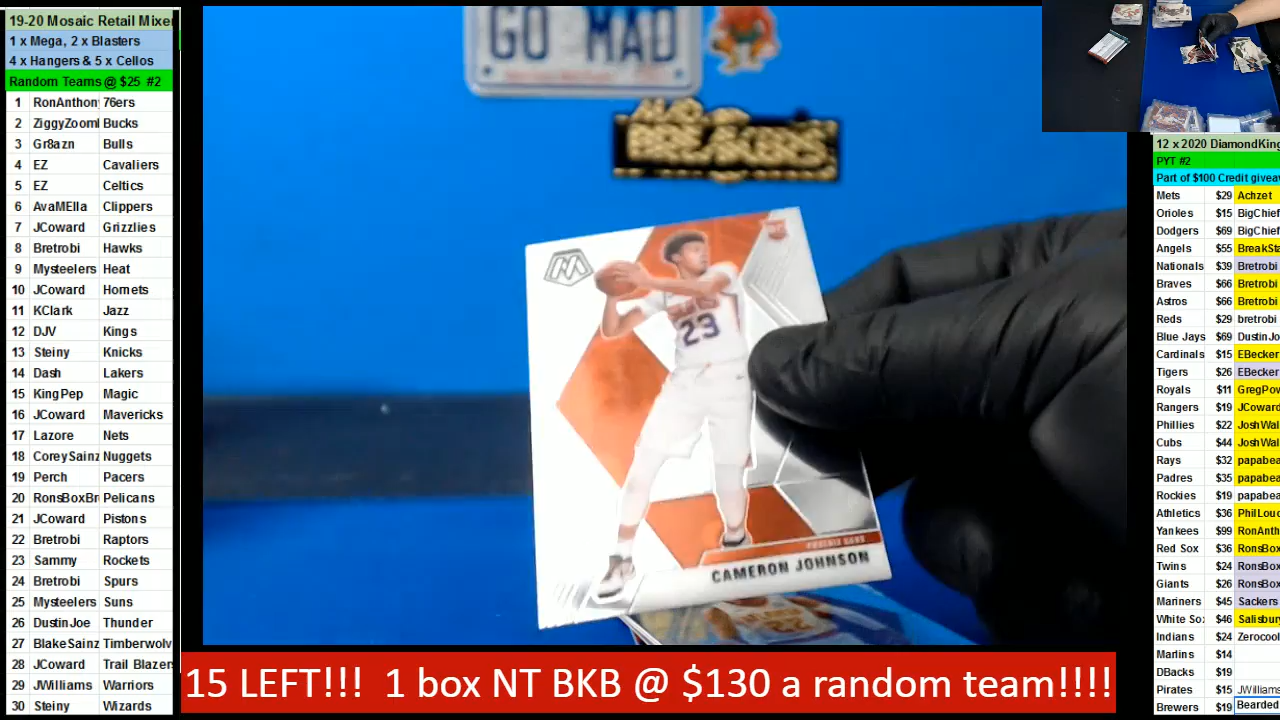 19-20 Mosaic Retail Mixer
1 x Mega, 2 x Blasters
4 x Hangers & 5 x Cellos
Random Teams @ $25 #2
1 RonAnthony 76ers
2 ZiggyZoom Bucks
3 Gr8azn Bulls
4 EZ Cavaliers
5 EZ Celtics
6 AvaMElla Clippers
7 JCoward Grizzlies
8 Bretrobi Hawks
9 Mysteelers Heat
10 JCoward Hornets
11 KClark Jazz
12 DJV Kings
13 Steiny Knicks
14 Dash Lakers
15 KingPep Magic
16 JCoward Mavericks
17 Lazore Nets
18 CoreySainz Nuggets
19 Perch Pacers
20 RonsBoxBr Pelicans
21 JCoward Pistons
22 Bretrobi Raptors
23 Sammy Rockets
24 Bretrobi Spurs
25 Mysteelers Suns
26 DustinJoe Thunder
27 BlakeSainz Timberwolv
28 JCoward Trail Blazers
29 JWilliams Warriors
30 Steiny Wizards
GO MAD
MAD
BREAKERS
23
PHOENIX SUNS
CAMERON JOHNSON
12 x 2020 DiamondKing
PYT #2
Part of $100 Credit giveav
Mets $29 Achzet
Orioles $15 BigChief
Dodgers $69 BigChief
Angels $55 BreakSta
Nationals $39 Bretrobi
Braves $66 Bretrobi
Astros $66 Bretrobi
Reds $29 bretrobi
Blue Jays $69 DustinJo
Cardinals $15 EBecker
Tigers $26 EBecker
Royals $11 GregPov
Rangers $19 JCoward
Phillies $22 JoshWal
Cubs $44 JoshWal
Rays $32 papabea
Padres $35 papabea
Rockies $19 papabea
Athletics $36 PhilLoud
Yankees $99 RonAnth
Red Sox $36 RonsBox
Twins $24 RonsBox
Giants $26 RonsBox
Mariners $45 Sackers
White Sox $46 Salisbury
Indians $24 Zerocool
Marlins $14
DBacks $19
Pirates $15 JWilliams
Brewers $19 Bearded
15 LEFT!!! 1 box NT BKB @ $130 a random team!!!!